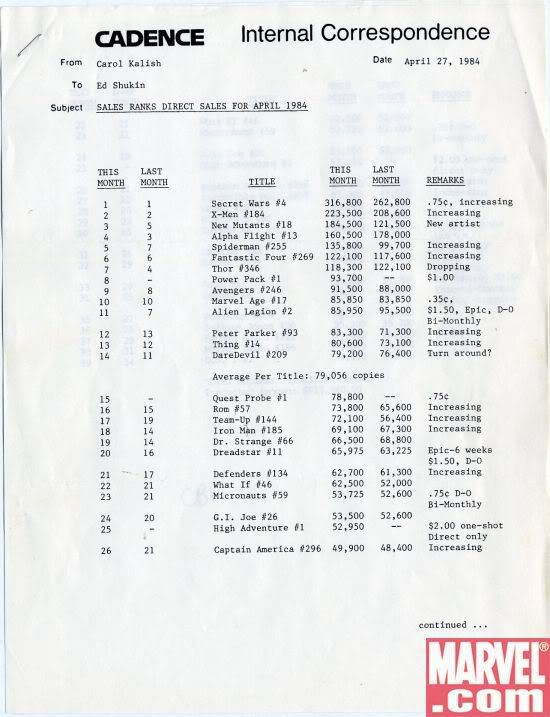 CADENCE Internal Correspondence
From Carol Kalish Date April 27, 1984
To Ed Shukin
Subject SALES RANKS DIRECT SALES FOR APRIL 1984
THIS LAST THIS LAST
MONTH MONTH TITLE MONTH MONTH REMARKS
1 1 Secret Wars #4 316,800 262,800 .75¢, increasing
2 2 X-Men #184 223,500 208,600 Increasing
3 5 New Mutants #18 184,500 121,500 New artist
4 3 Alpha Flight #13 160,500 178,000
5 7 Spiderman #255 135,800 99,700 Increasing
6 6 Fantastic Four #269 122,100 117,600 Increasing
7 4 Thor #346 118,300 122,100 Dropping
8 - Power Pack #1 93,700 -- $1.00
9 8 Avengers #246 91,500 88,000
10 10 Marvel Age #17 85,850 83,850 .35¢,
11 7 Alien Legion #2 85,950 95,500 $1.50, Epic, D-O
Bi-Monthly
12 13 Peter Parker #93 83,300 71,300 Increasing
13 12 Thing #14 80,600 73,100 Increasing
14 11 DareDevil #209 79,200 76,400 Turn around?
Average Per Title: 79,056 copies
15 - Quest Probe #1 78,800 -- .75¢
16 15 Rom #57 73,800 65,600 Increasing
17 19 Team-Up #144 72,100 56,400 Increasing
18 14 Iron Man #185 69,100 67,300 Increasing
19 14 Dr. Strange #66 66,500 68,800
20 16 Dreadstar #11 65,975 63,225 Epic-6 weeks
$1.50, D-O
21 17 Defenders #134 62,700 61,300 Increasing
22 21 What If #46 62,500 52,000
23 21 Micronauts #59 53,725 52,600 .75¢ D-O
Bi-Monthly
24 20 G.I. Joe #26 53,500 52,600
25 - High Adventure #1 52,950 -- $2.00 one-shot
Direct only
26 21 Captain America #296 49,900 48,400 Increasing
continued ...
MARVEL®
.com